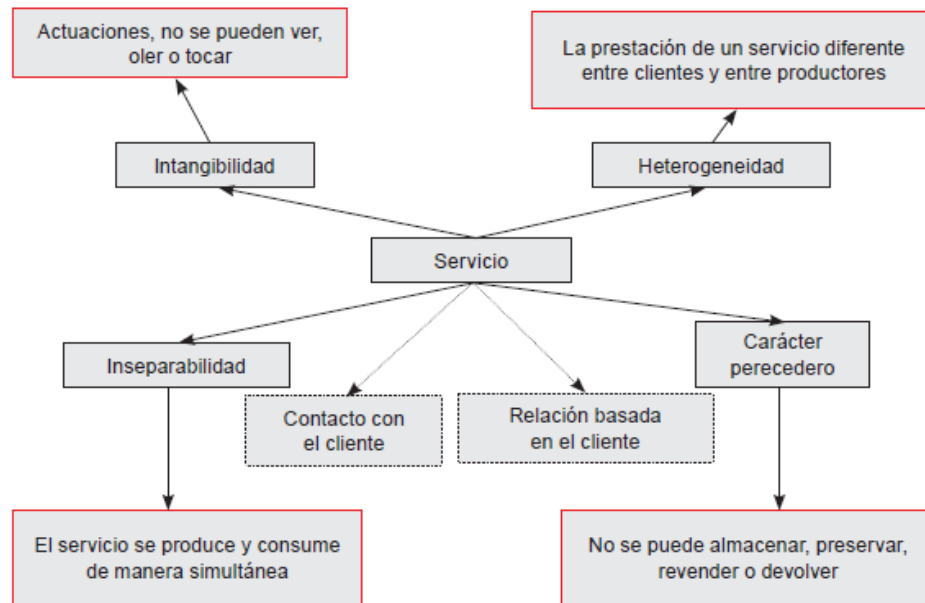 Actuaciones, no se pueden ver,
oler o tocar
La prestación de un servicio diferente
entre clientes y entre productores
Intangibilidad
Heterogeneidad
Servicio
Inseparabilidad
Carácter
perecedero
Contacto con
el cliente
Relación basada
en el cliente
El servicio se produce y consume
de manera simultánea
No se puede almacenar, preservar,
revender o devolver